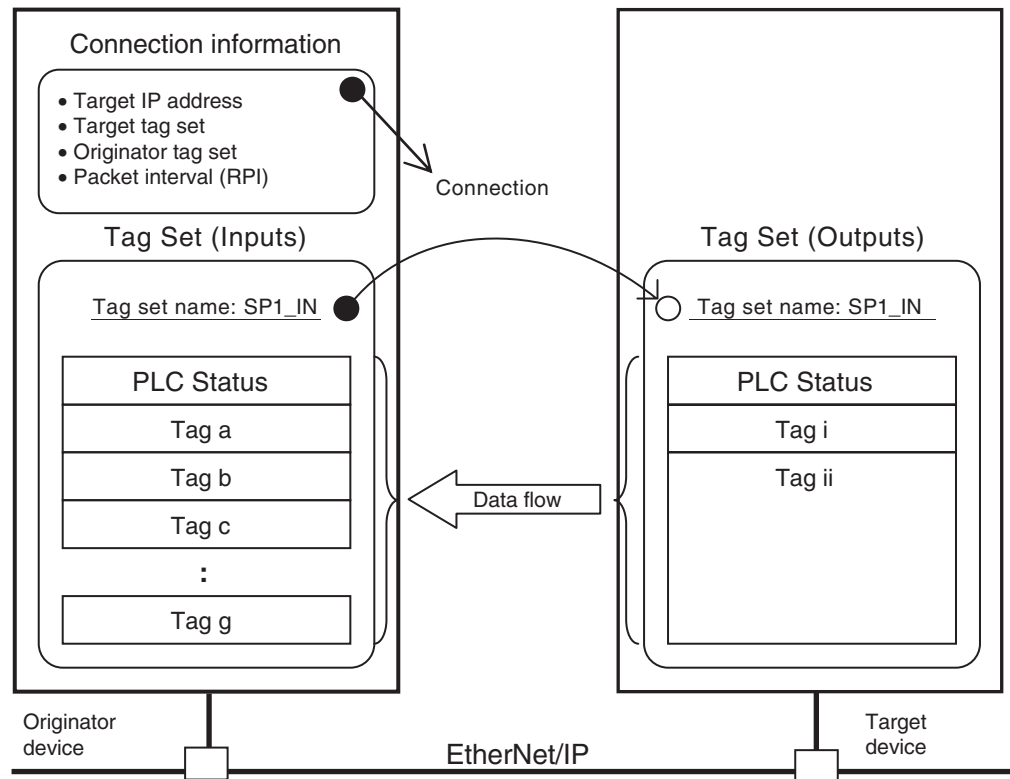 Connection information
• Target IP address
• Target tag set
• Originator tag set
• Packet interval (RPI)
Connection
Tag Set (Inputs)
Tag set name: SP1_IN
PLC Status
Tag a
Tag b
Tag c
:
Tag g
Data flow
Tag Set (Outputs)
Tag set name: SP1_IN
PLC Status
Tag i
Tag ii
Originator
device
EtherNet/IP
Target
device